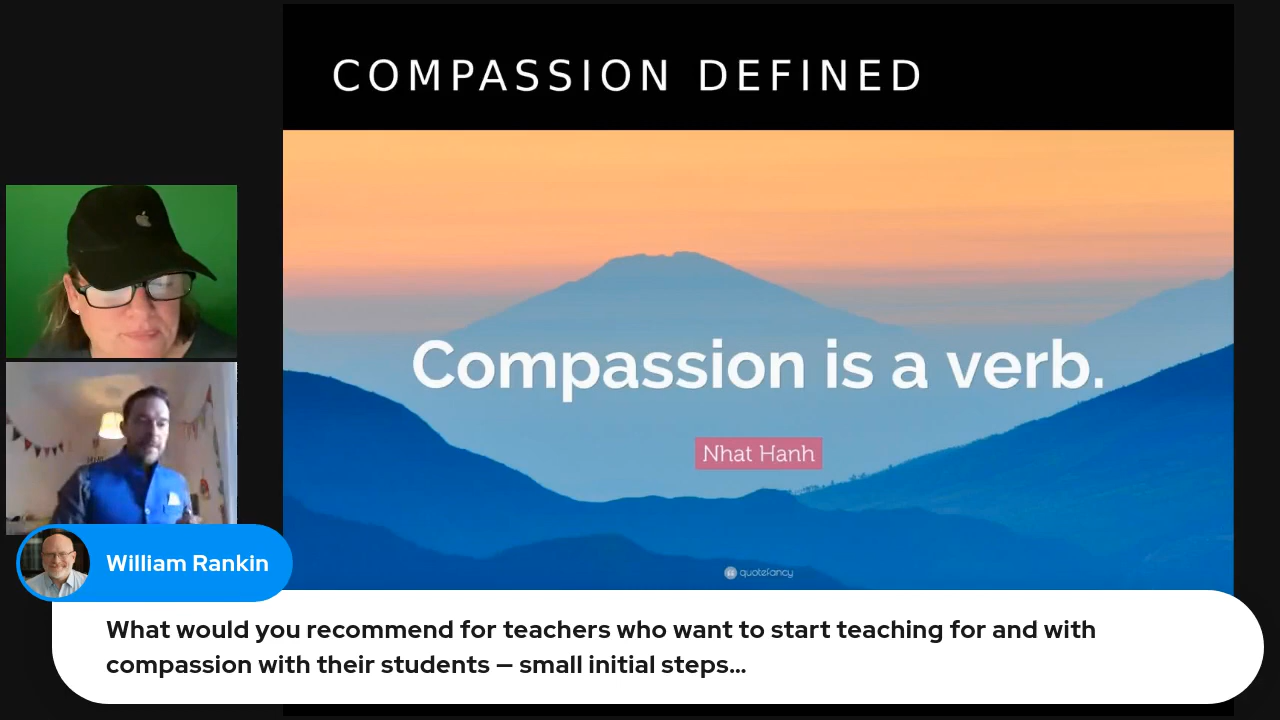 COMPASSION DEFINED
Compassion is a verb.
Nhat Hanh
quotefancy
William Rankin
What would you recommend for teachers who want to start teaching for and with
compassion with their students — small initial steps...